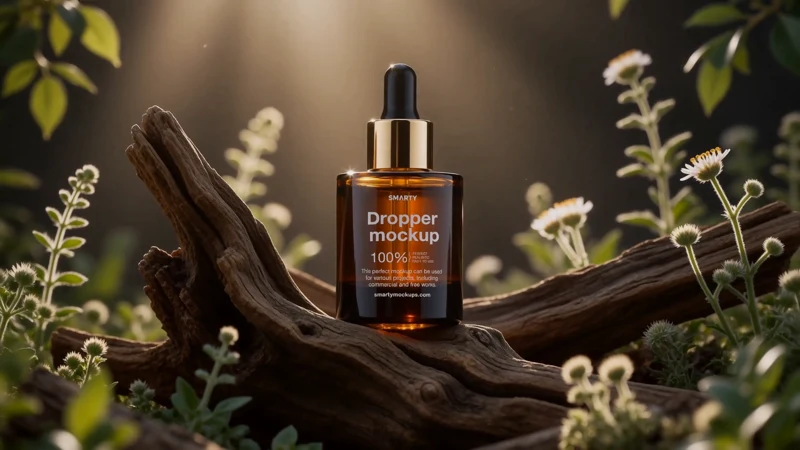 SMARTY
Dropper
mockup
100%
This perfect mockup can be used
for various projects, including
commercial and free works.
smartymockups.com